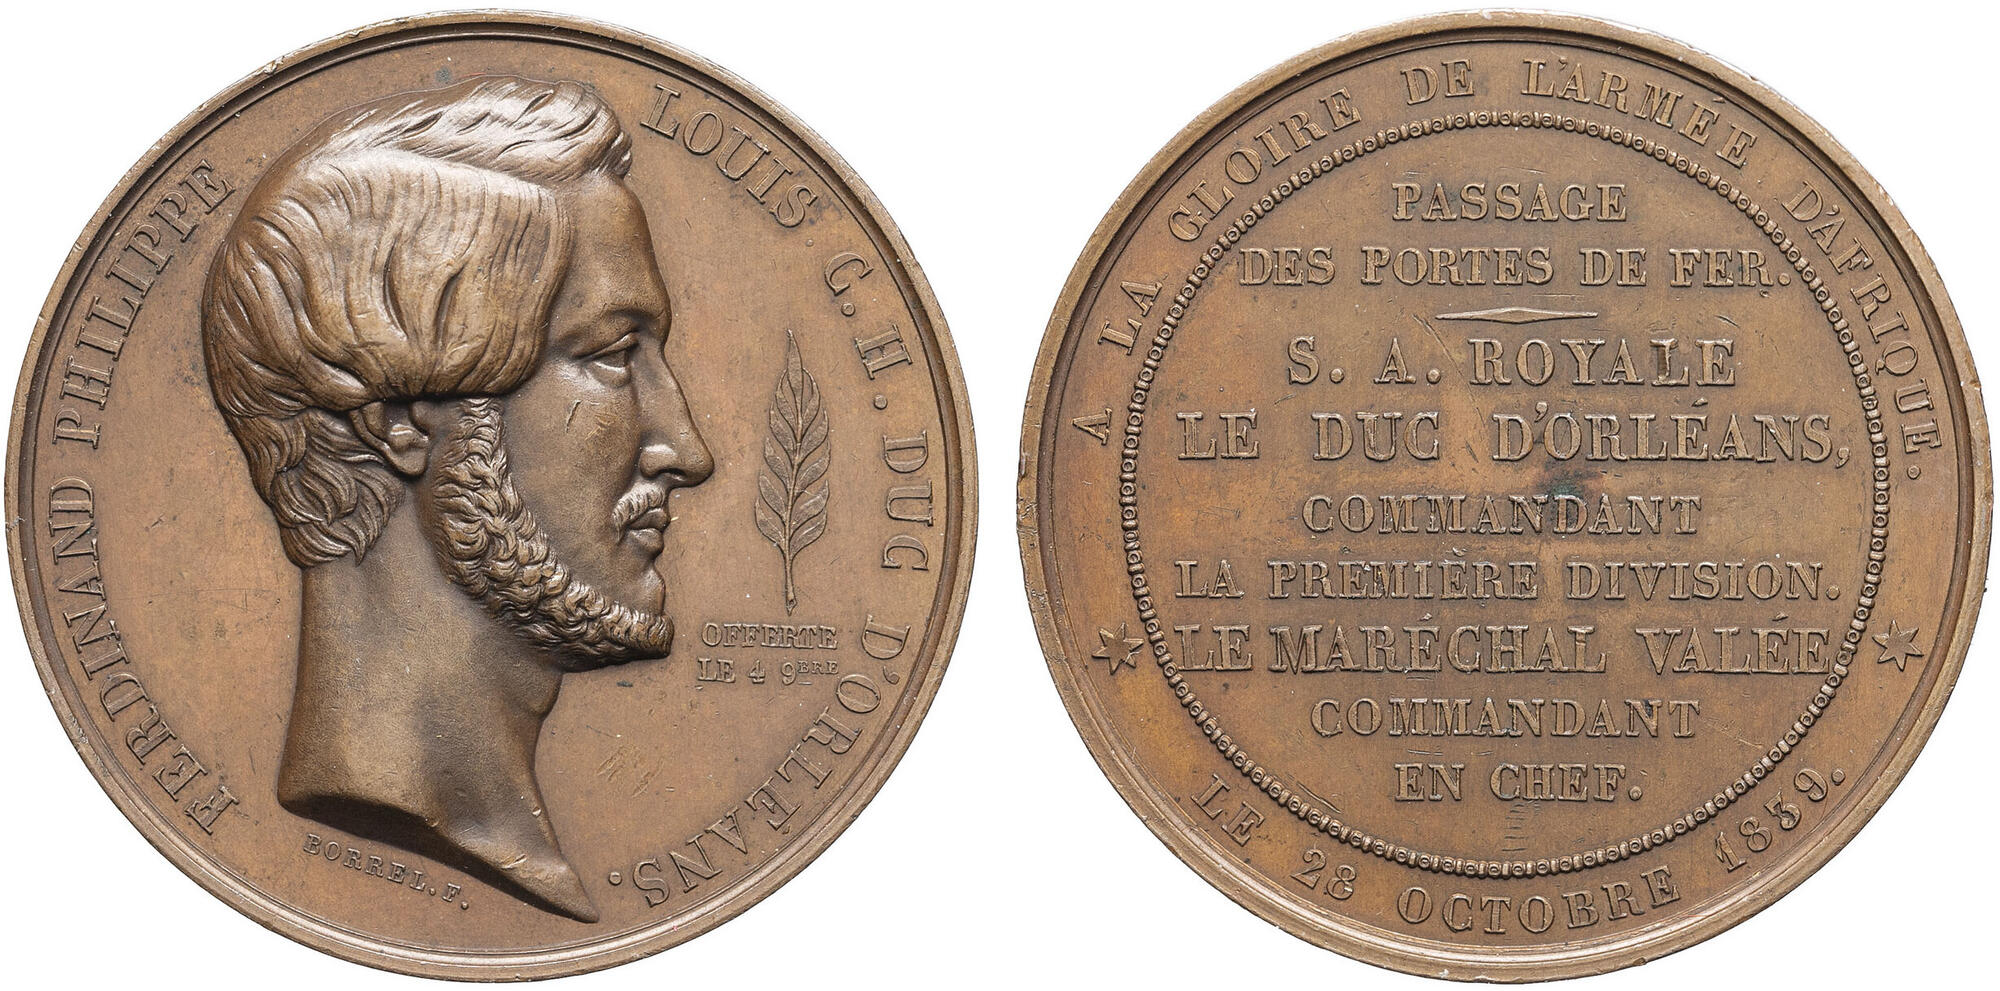 FERDINAND PHILIPPE LOUIS. C. H. DUC D'ORLÉANS.
OFFERTE
LE 4 9BRE
BORREL. F.
A LA GLOIRE DE L'ARMÉE D'AFRIQUE.
PASSAGE
DES PORTES DE FER.
S. A. ROYALE
LE DUC D'ORLÉANS,
COMMANDANT
LA PREMIÈRE DIVISION.
LE MARÉCHAL VALÉE
COMMANDANT
EN CHEF.
LE 28 OCTOBRE 1839.